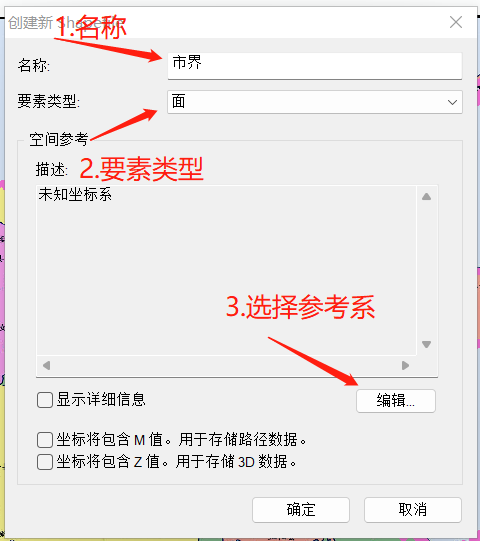 创建新 Shapefile
1.名称
名称:
市界
要素类型:
面
空间参考
描述:
2.要素类型
未知坐标系
3.选择参考系
显示详细信息
编辑...
坐标将包含 M 值。用于存储路径数据。
坐标将包含 Z 值。用于存储 3D 数据。
确定
取消